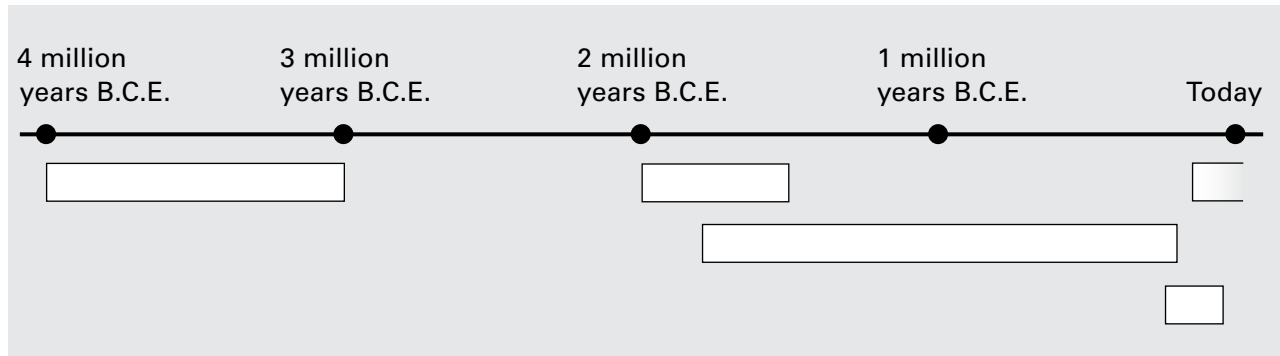 4 million
years B.C.E.
3 million
years B.C.E.
2 million
years B.C.E.
1 million
years B.C.E.
Today